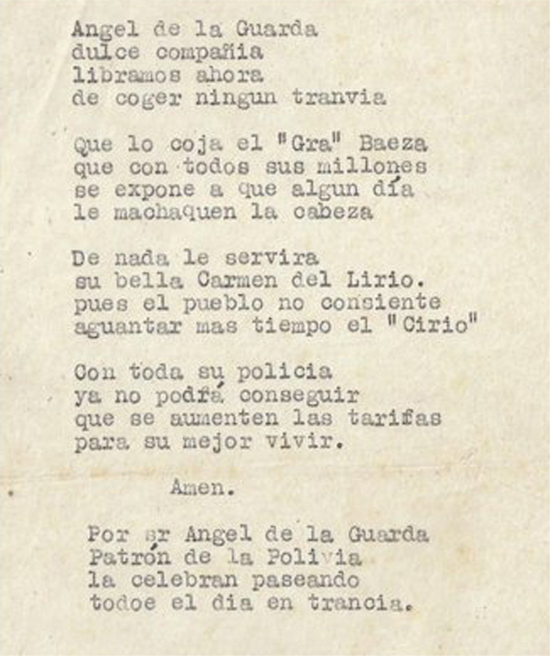 Angel de la Guarda
dulce compañia
libramos ahora
de coger ningun tranvia
Que lo coja el "Gra" Baeza
que con todos sus millones
se expone a que algun día
le machaquen la cabeza
De nada le servira
su bella Carmen del Lirio.
pues el pueblo no consiente
aguantar mas tiempo el "Cirio"
Con toda su policia
ya no podrá conseguir
que se aumenten las tarifas
para su mejor vivir.
Amen.
Por sr Angel de la Guarda
Patrón de la Polivia
la celebran paseando
todoe el dia en trancia.